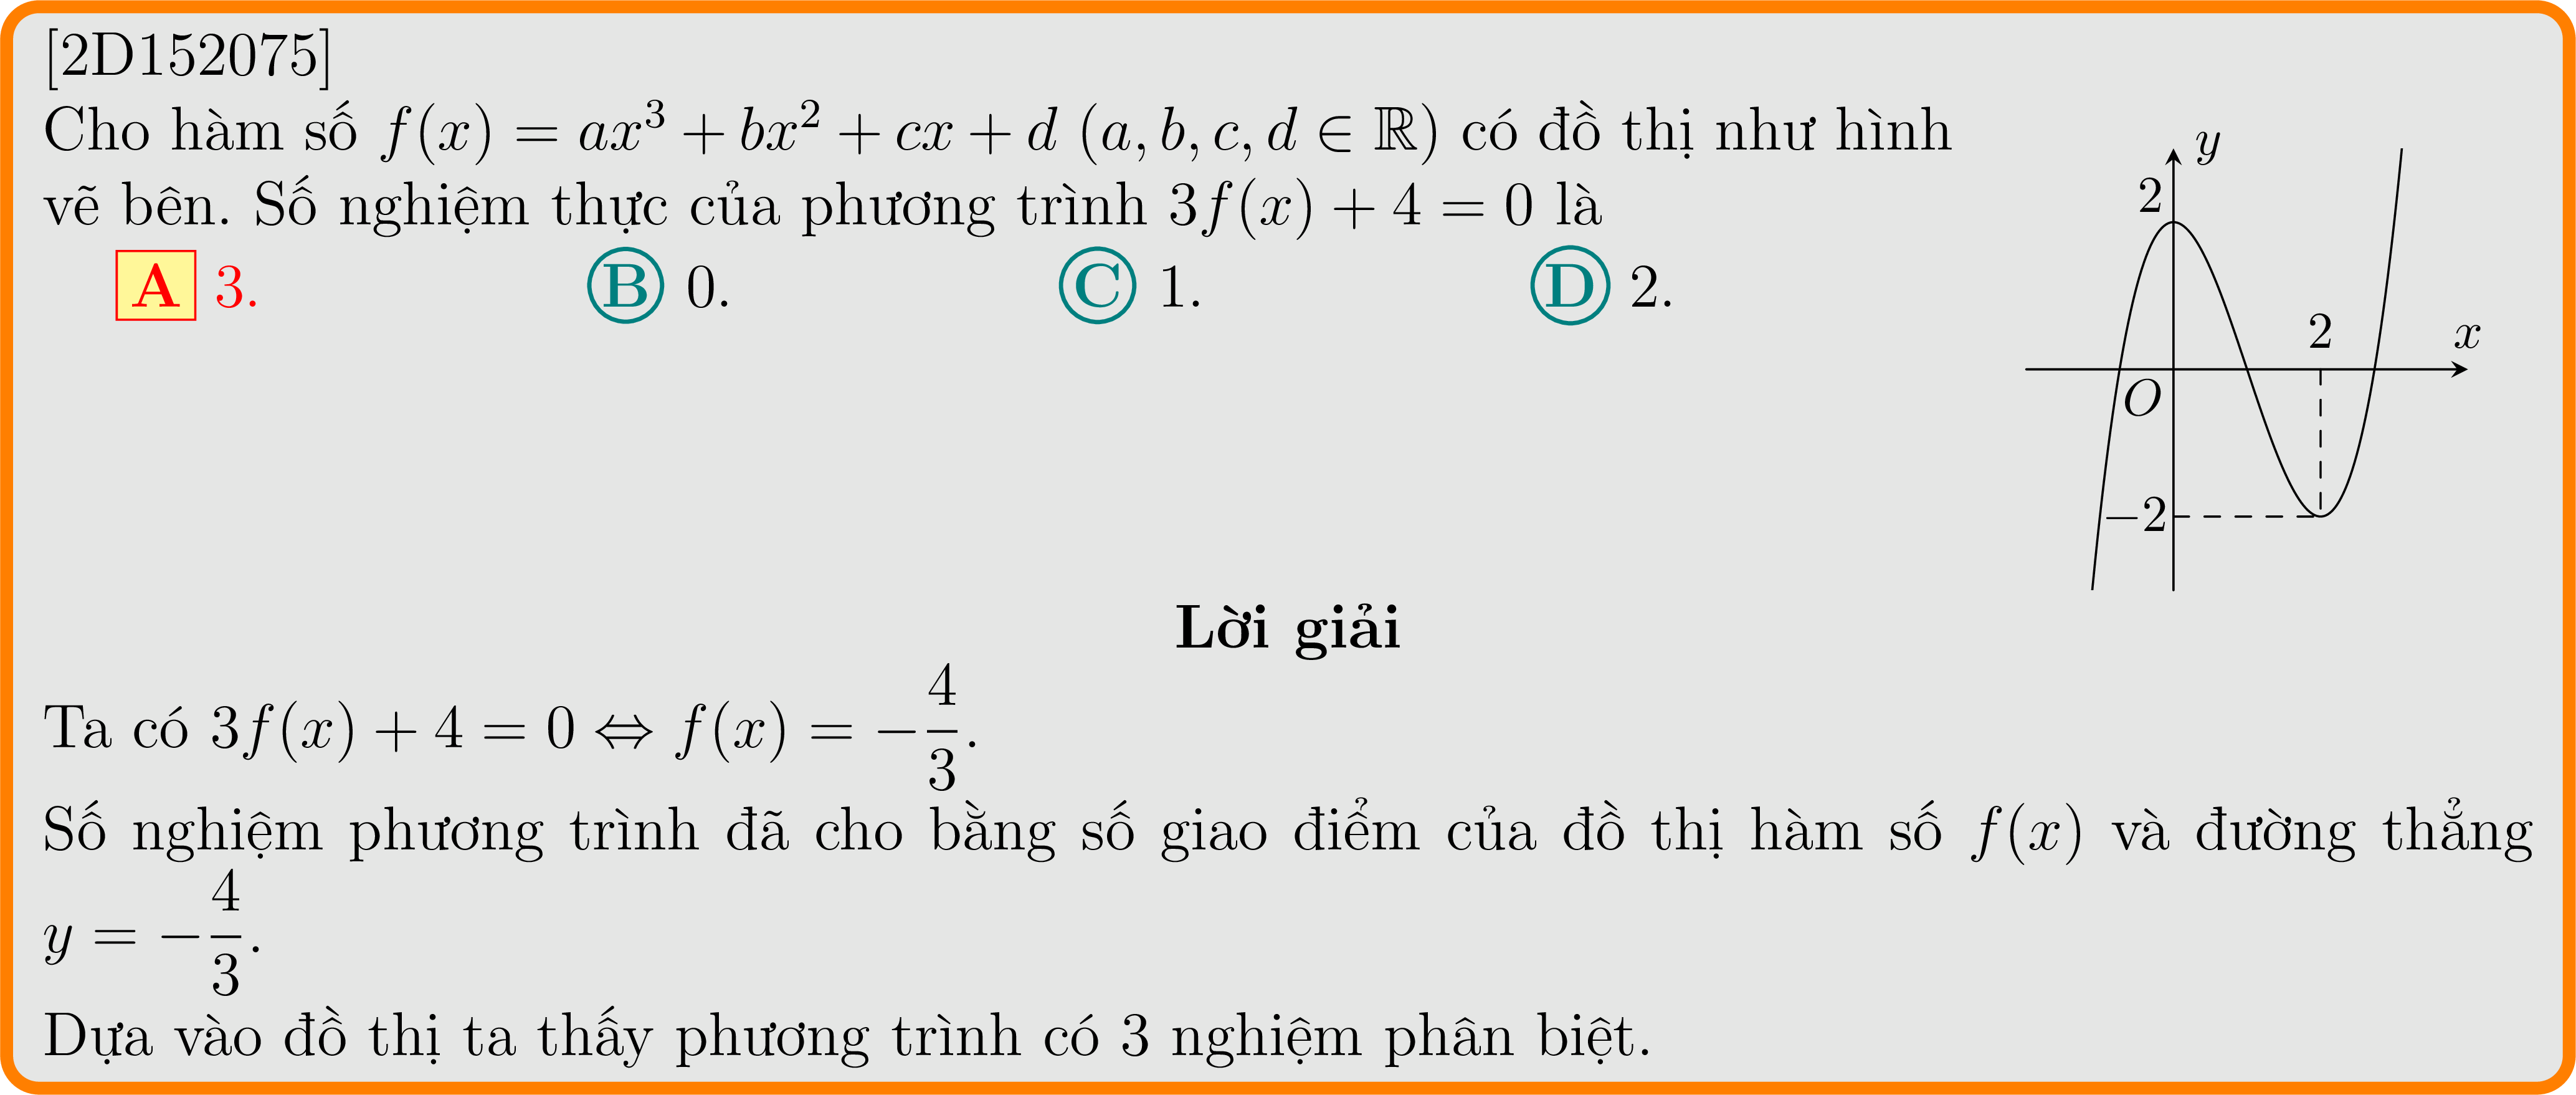 [2D152075]
Cho hàm số $f(x) = ax^3 + bx^2 + cx + d$ $(a, b, c, d \in \mathbb{R})$ có đồ thị như hình
vẽ bên. Số nghiệm thực của phương trình $3f(x) + 4 = 0$ là
A 3. B 0. C 1. D 2.
y
2
2
x
O
−2
Lời giải
Ta có $3f(x) + 4 = 0 \Leftrightarrow f(x) = -\dfrac{4}{3}$.
Số nghiệm phương trình đã cho bằng số giao điểm của đồ thị hàm số $f(x)$ và đường thẳng
$y = -\dfrac{4}{3}$.
Dựa vào đồ thị ta thấy phương trình có 3 nghiệm phân biệt.